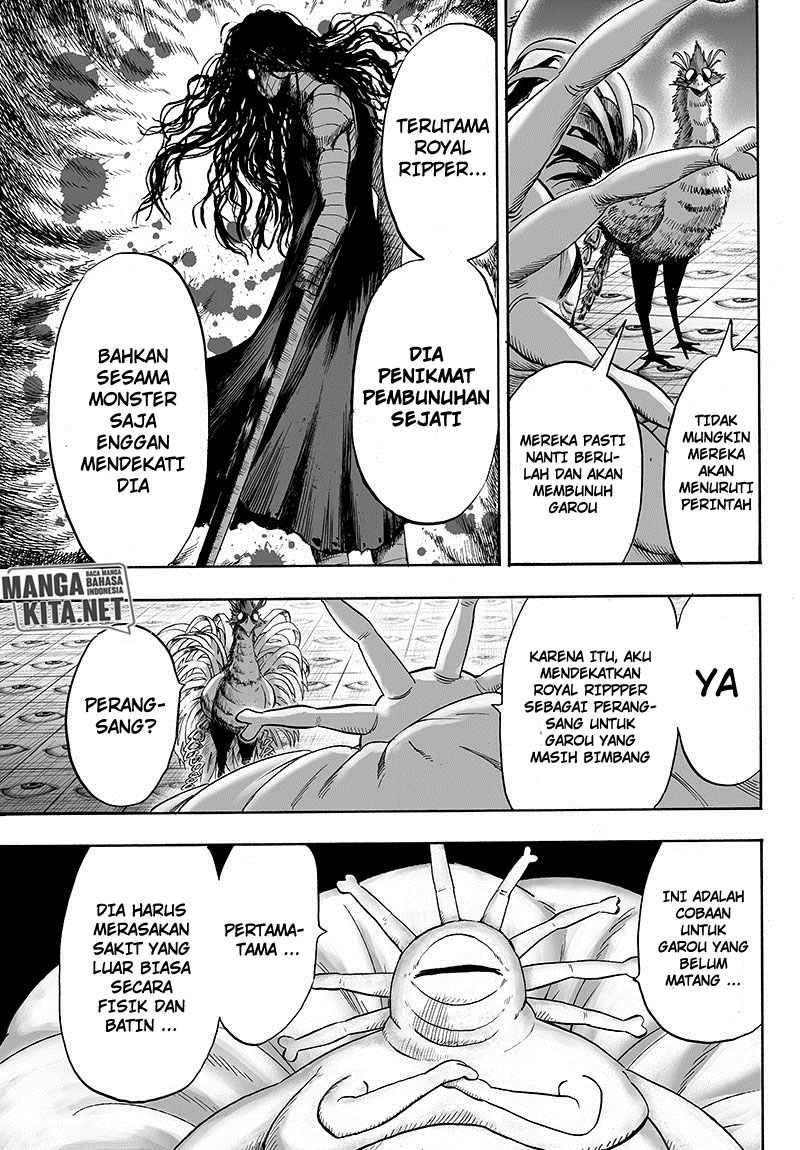 TIDAK
MUNGKIN
MEREKA
AKAN
MENURUTI
PERINTAH
MEREKA PASTI
NANTI BERU-
LAH DAN AKAN
MEMBUNUH
GAROU
TERUTAMA
ROYAL
RIPPER...
DIA
PENIKMAT
PEMBUNUHAN
SEJATI
BAHKAN
SESAMA
MONSTER
SAJA
ENGGAN
MENDEKATI
DIA
MANGA
KITA.NET
BACA MANGA
BAHASA
INDONESIA
YA
KARENA ITU, AKU
MENDEKATKAN
ROYAL RIPPPER
SEBAGAI PERANG-
SANG UNTUK
GAROU YANG
MASIH BIMBANG
PERANG-
SANG?
INI ADALAH
COBAAN
UNTUK
GAROU YANG
BELUM
MATANG ...
PERTAMA-
TAMA ...
DIA HARUS
MERASAKAN
SAKIT YANG
LUAR BIASA
SECARA
FISIK DAN
BATIN ...